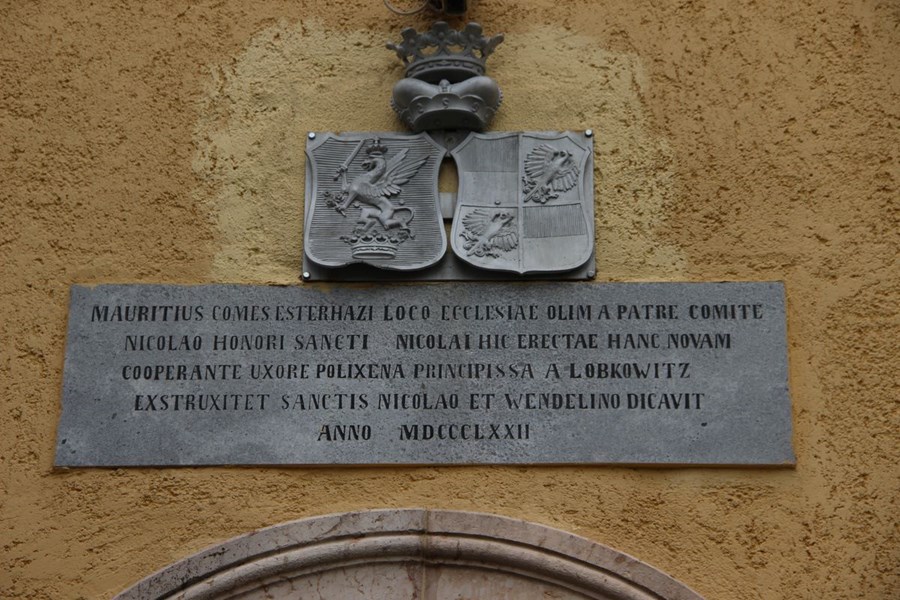 MAURITIUS COMES ESTERHAZI LOCO ECCLESIAE OLIM A PATRE COMITE
NICOLAO HONORI SANCTI NICOLAI HIC ERECTAE HANC NOVAM
COOPERANTE UXORE POLIXENA PRINCIPISSA A LOBKOWITZ
EXSTRUXIT ET SANCTIS NICOLAO ET WENDELINO DICAVIT
ANNO MDCCCLXXII